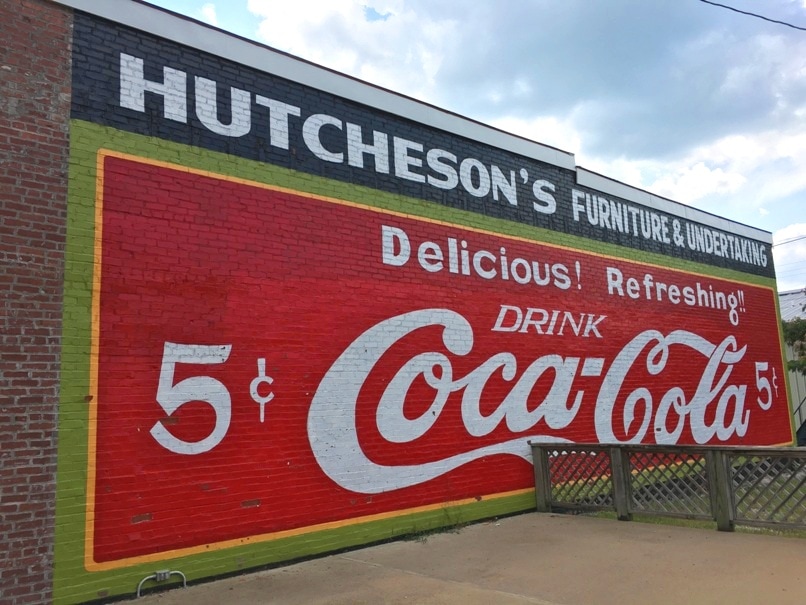 HUTCHESON'S FURNITURE & UNDERTAKING
Delicious! Refreshing!!
DRINK
5¢ Coca-Cola 5¢